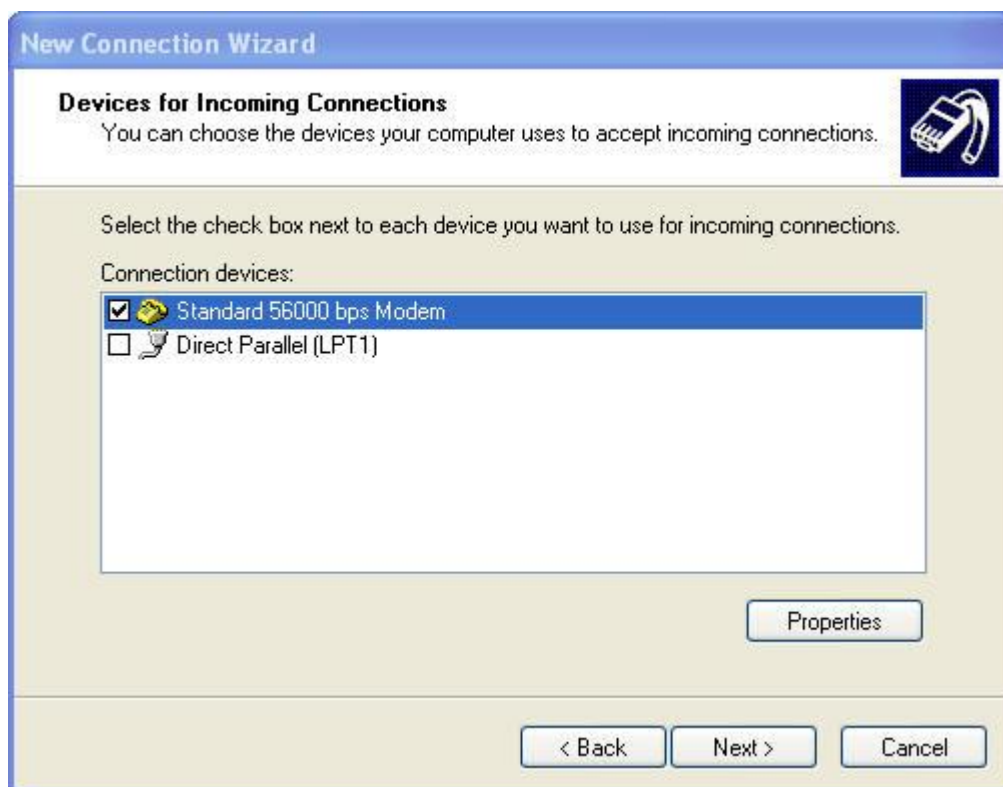 New Connection Wizard
Devices for Incoming Connections
You can choose the devices your computer uses to accept incoming connections.
Select the check box next to each device you want to use for incoming connections.
Connection devices:
Standard 56000 bps Modem
Direct Parallel (LPT1)
Properties
< Back Next > Cancel